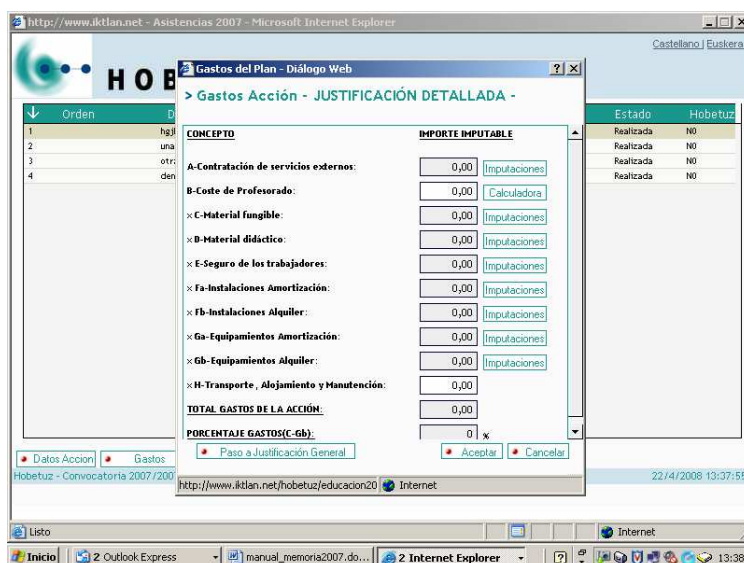 http://www.iktlan.net - Asistencias 2007 - Microsoft Internet Explorer
Castellano | Euskera
HOB
Gastos del Plan - Diálogo Web
> Gastos Acción - JUSTIFICACIÓN DETALLADA -
Orden
Estado Hobetuz
1 Realizada NO
2 una Realizada NO
3 otr Realizada NO
4 den Realizada NO
CONCEPTO IMPORTE IMPUTABLE
A-Contratación de servicios externos: 0,00 Imputaciones
B-Coste de Profesorado: 0,00 Calculadora
x C-Material fungible: 0,00 Imputaciones
x D-Material didáctico: 0,00 Imputaciones
x E-Seguro de los trabajadores: 0,00 Imputaciones
x Fa-Instalaciones Amortización: 0,00 Imputaciones
x Fb-Instalaciones Alquiler: 0,00 Imputaciones
x Ga-Equipamientos Amortización: 0,00 Imputaciones
x Gb-Equipamientos Alquiler: 0,00 Imputaciones
x H-Transporte, Alojamiento y Manutención: 0,00
TOTAL GASTOS DE LA ACCIÓN: 0,00
PORCENTAJE GASTOS(C-Gb): 0 %
Paso a Justificación General Aceptar Cancelar
http://www.iktlan.net/hobetuz/educacion20 Internet
Datos Accion Gastos
Hobetuz - Convocatoria 2007/200 22/4/2008 13:37:55
Listo Internet
Inicio 2 Outlook Express manual_memoria2007.do... 2 Internet Explorer 13:38